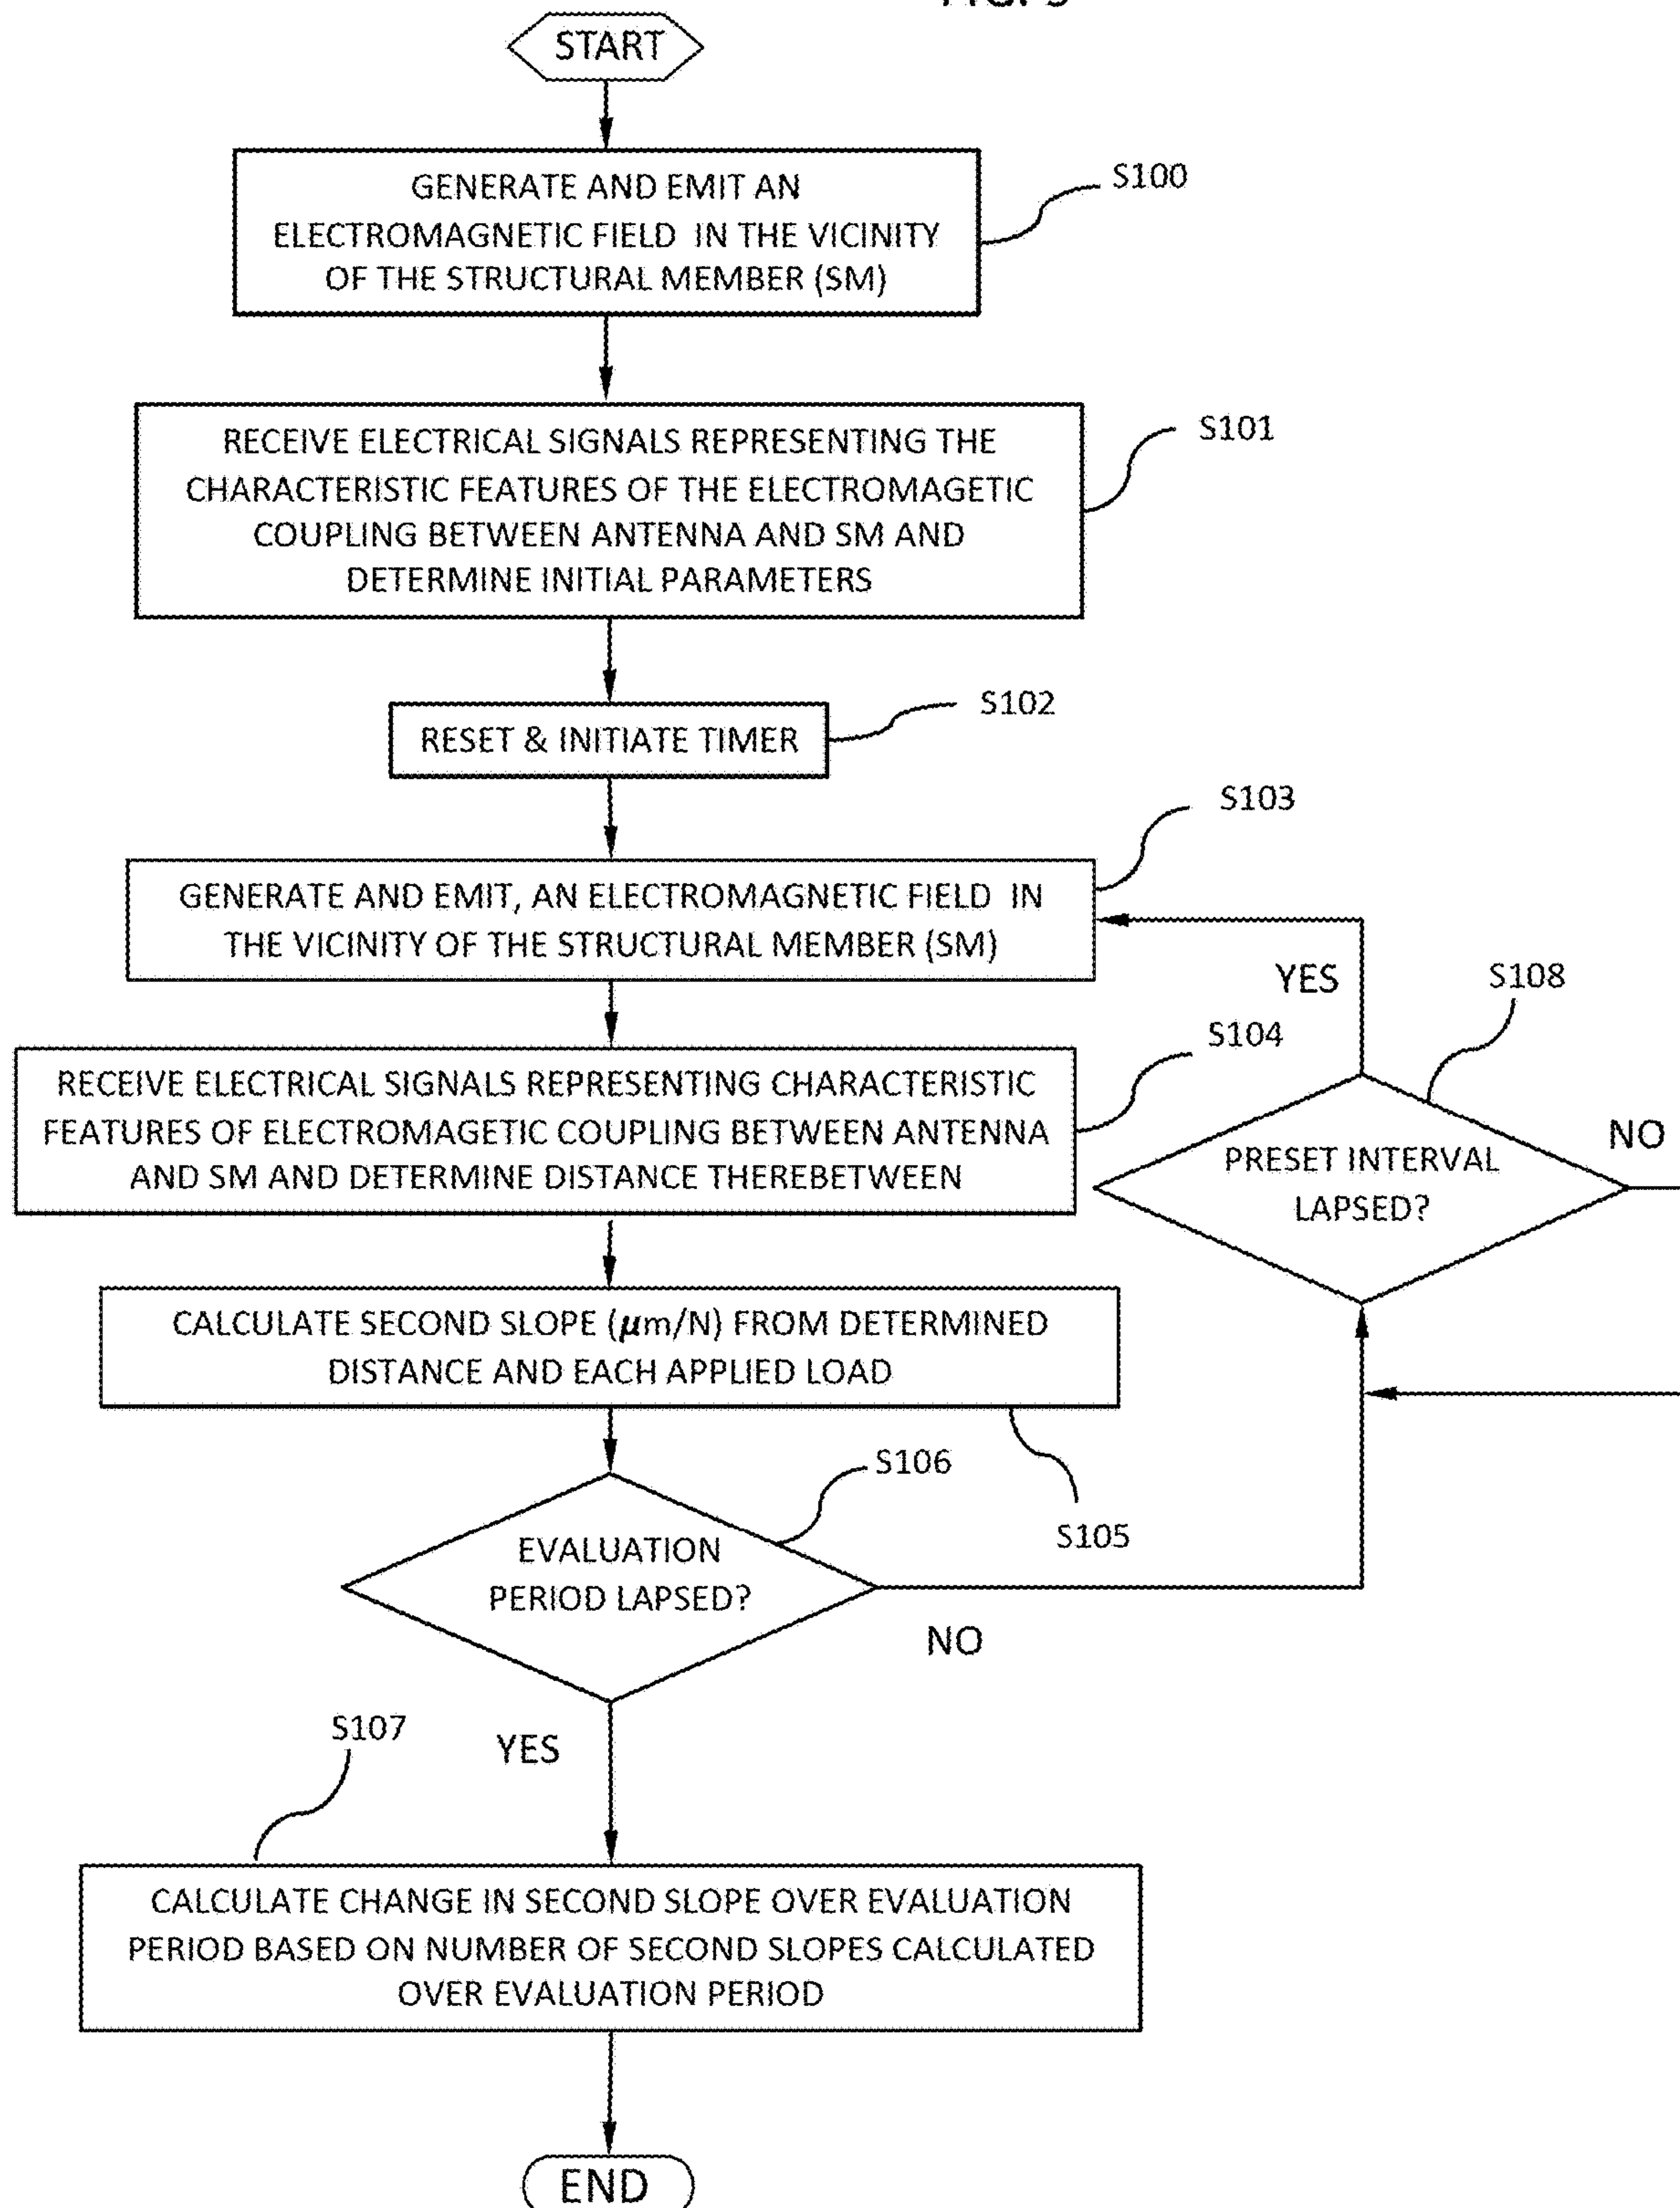 START
GENERATE AND EMIT AN
ELECTROMAGNETIC FIELD IN THE VICINITY
OF THE STRUCTURAL MEMBER (SM)
S100
RECEIVE ELECTRICAL SIGNALS REPRESENTING THE
CHARACTERISTIC FEATURES OF THE ELECTROMAGETIC
COUPLING BETWEEN ANTENNA AND SM AND
DETERMINE INITIAL PARAMETERS
S101
RESET & INITIATE TIMER
S102
GENERATE AND EMIT, AN ELECTROMAGNETIC FIELD IN
THE VICINITY OF THE STRUCTURAL MEMBER (SM)
S103
RECEIVE ELECTRICAL SIGNALS REPRESENTING CHARACTERISTIC
FEATURES OF ELECTROMAGETIC COUPLING BETWEEN ANTENNA
AND SM AND DETERMINE DISTANCE THEREBETWEEN
S104
YES
S108
PRESET INTERVAL
LAPSED?
NO
CALCULATE SECOND SLOPE (μm/N) FROM DETERMINED
DISTANCE AND EACH APPLIED LOAD
S105
EVALUATION
PERIOD LAPSED?
S106
NO
YES
S107
CALCULATE CHANGE IN SECOND SLOPE OVER EVALUATION
PERIOD BASED ON NUMBER OF SECOND SLOPES CALCULATED
OVER EVALUATION PERIOD
END